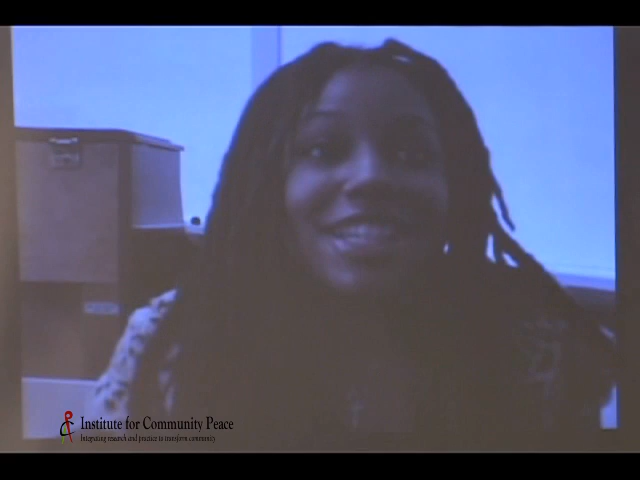 Institute for Community Peace
Integrating research and practice to transform community